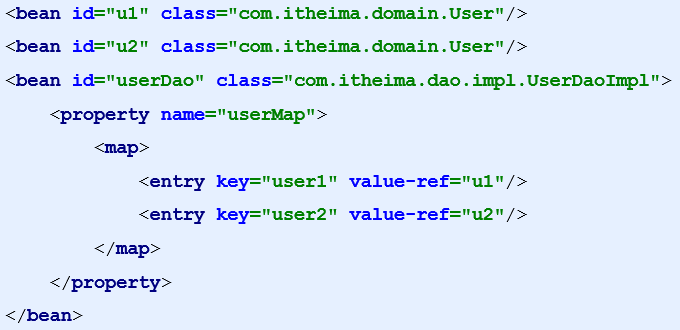 <bean id="u1" class="com.itheima.domain.User"/>
<bean id="u2" class="com.itheima.domain.User"/>
<bean id="userDao" class="com.itheima.dao.impl.UserDaoImpl">
    <property name="userMap">
        <map>
            <entry key="user1" value-ref="u1"/>
            <entry key="user2" value-ref="u2"/>
        </map>
    </property>
</bean>